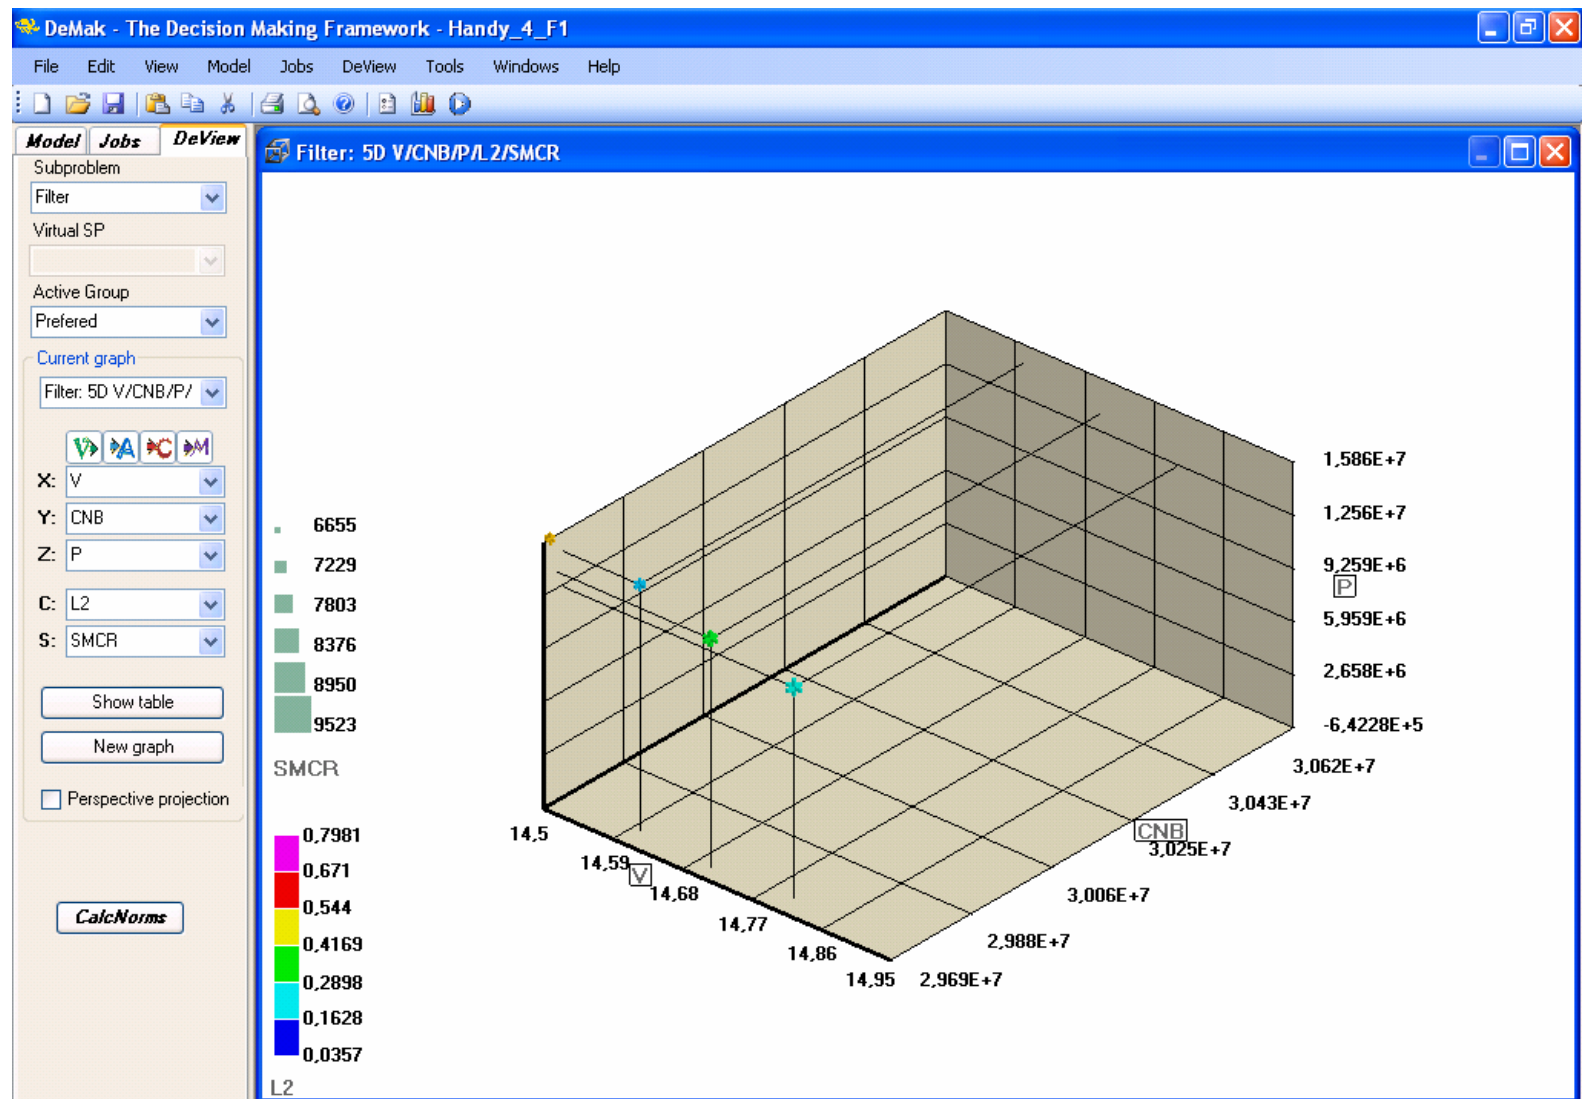 DeMak - The Decision Making Framework - Handy_4_F1
File Edit View Model Jobs DeView Tools Windows Help
Model Jobs DeView
Subproblem
Filter
Virtual SP
Active Group
Prefered
Current graph
Filter: 5D V/CNB/P/
V A C M
X: V
Y: CNB
Z: P
C: L2
S: SMCR
Show table
New graph
Perspective projection
CalcNorms
Filter: 5D V/CNB/P/L2/SMCR
6655
7229
7803
8376
8950
9523
SMCR
0,7981
0,671
0,544
0,4169
0,2898
0,1628
0,0357
L2
1,586E+7
1,256E+7
9,259E+6
P
5,959E+6
2,658E+6
-6,4228E+5
3,062E+7
3,043E+7
CNB
3,025E+7
3,006E+7
2,988E+7
2,969E+7
14,5
14,59
V
14,68
14,77
14,86
14,95